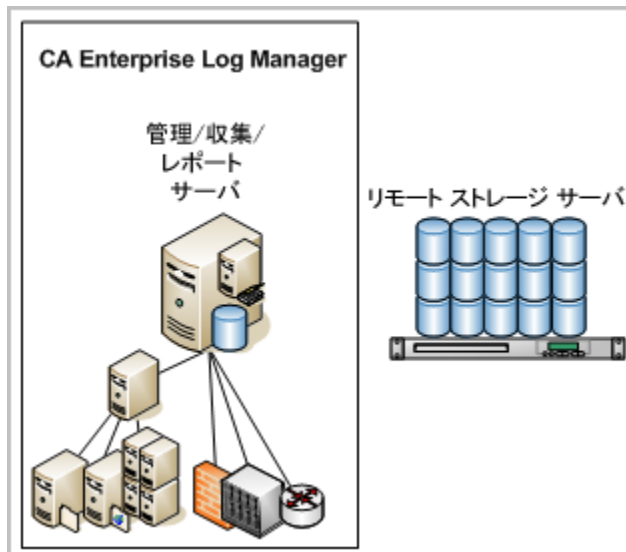 CA Enterprise Log Manager
管理/収集/
レポート
サーバ
リモート ストレージ サーバ